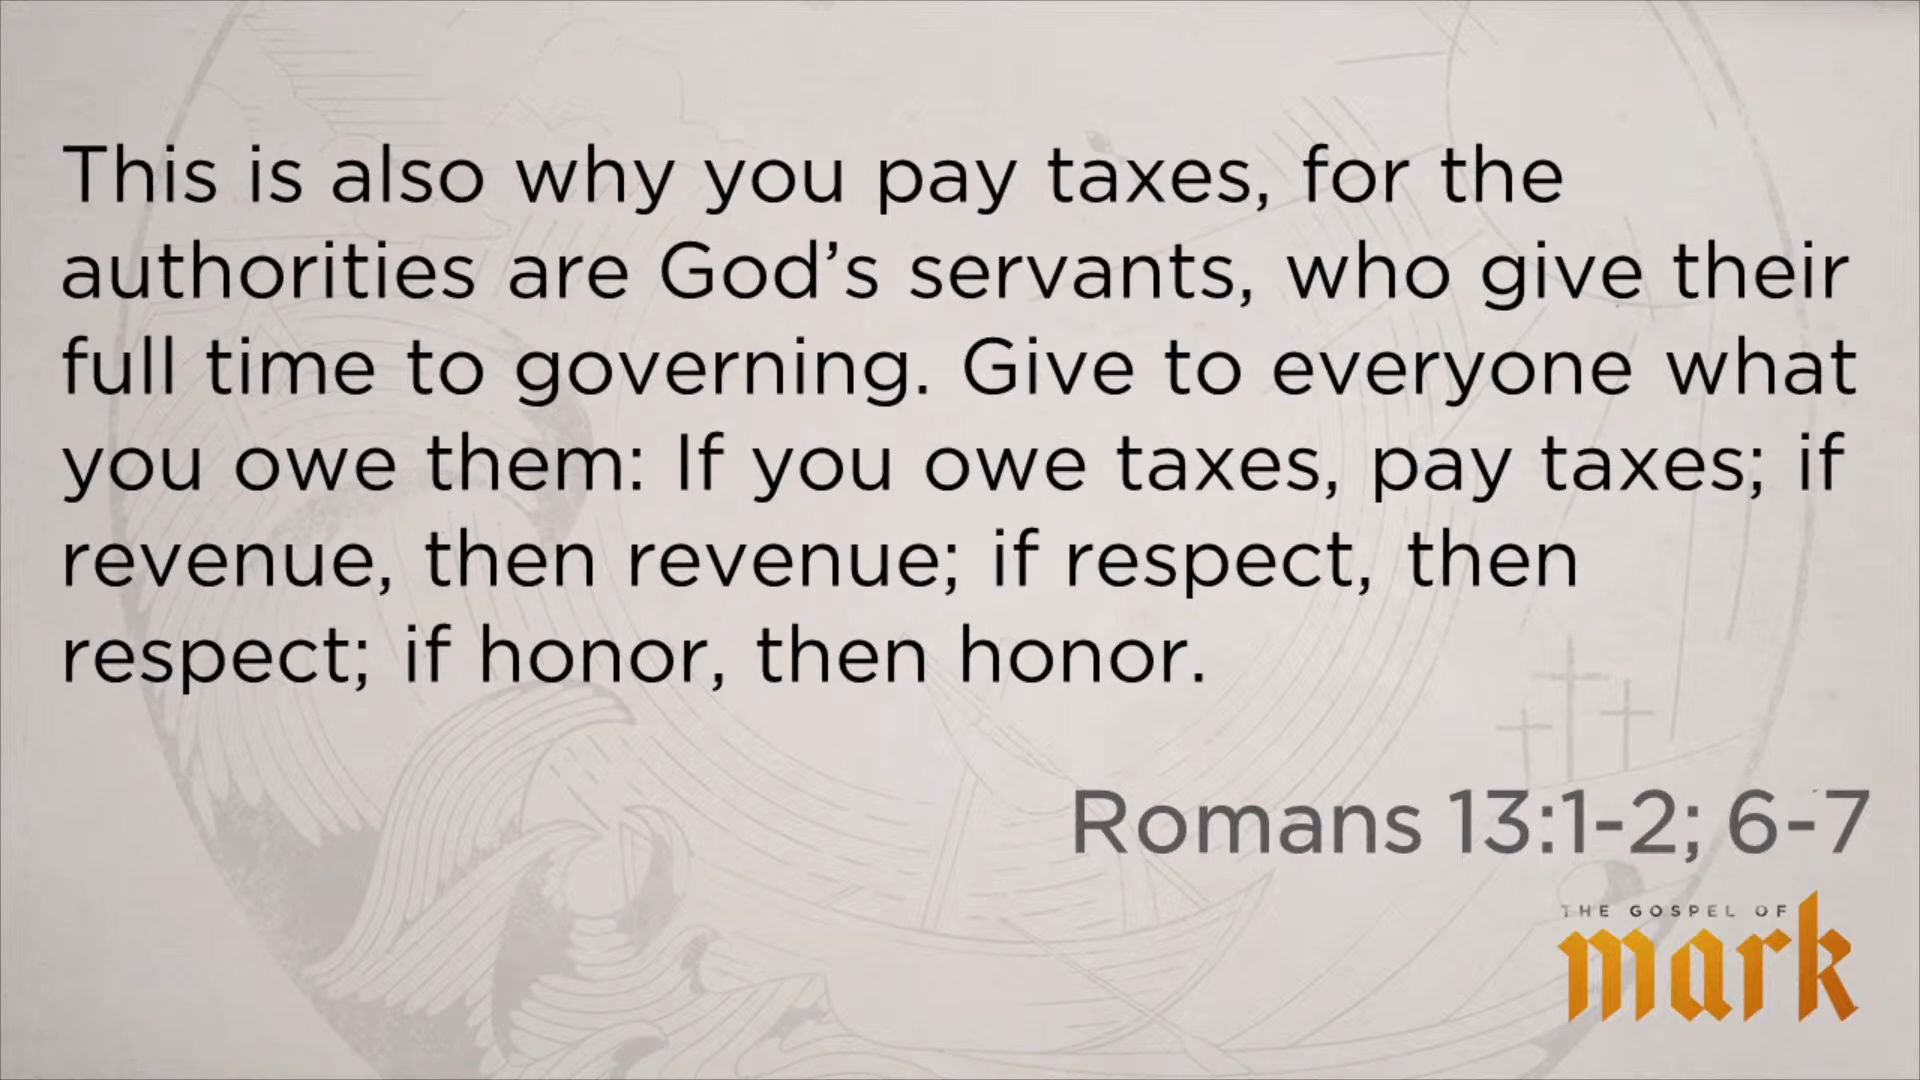 This is also why you pay taxes, for the
authorities are God’s servants, who give their
full time to governing. Give to everyone what
you owe them: If you owe taxes, pay taxes; if
revenue, then revenue; if respect, then
respect; if honor, then honor.
Romans 13:1-2; 6-7
THE GOSPEL OF
mark